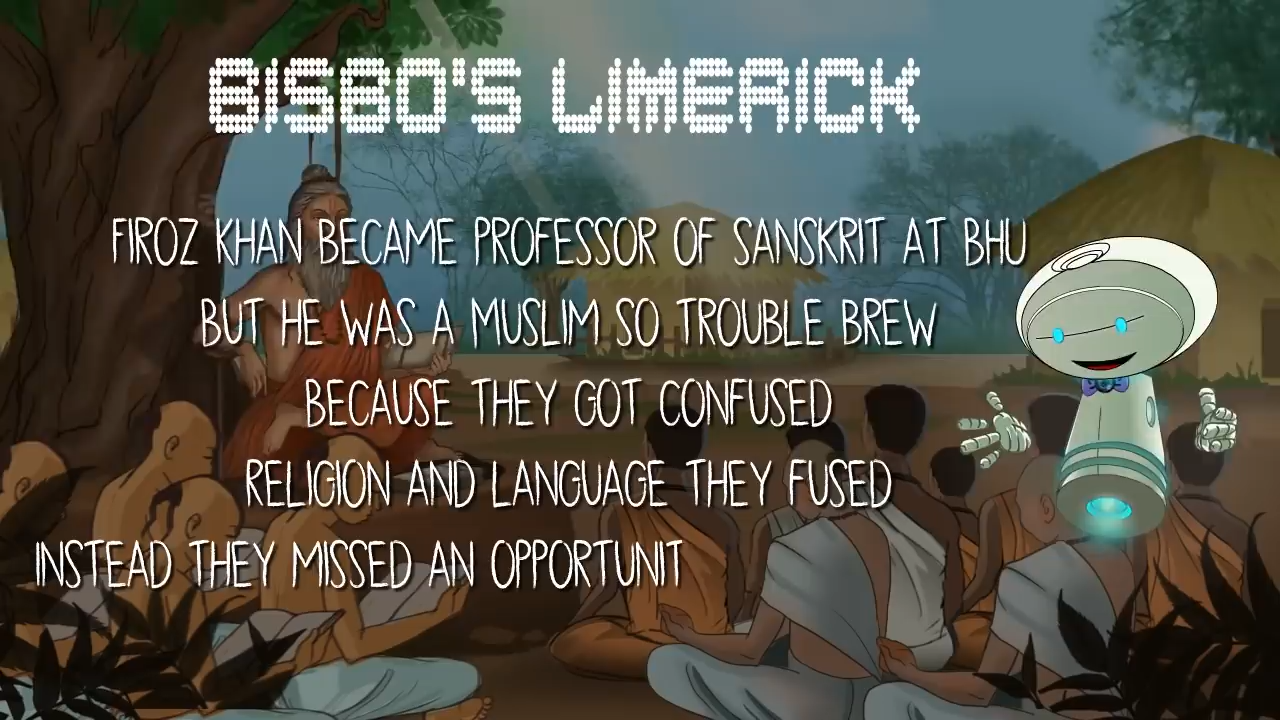 BISBO'S LIMERICK
FIROZ KHAN BECAME PROFESSOR OF SANSKRIT AT BHU
BUT HE WAS A MUSLIM SO TROUBLE BREW
BECAUSE THEY GOT CONFUSED
RELIGION AND LANGUAGE THEY FUSED
INSTEAD THEY MISSED AN OPPORTUNIT